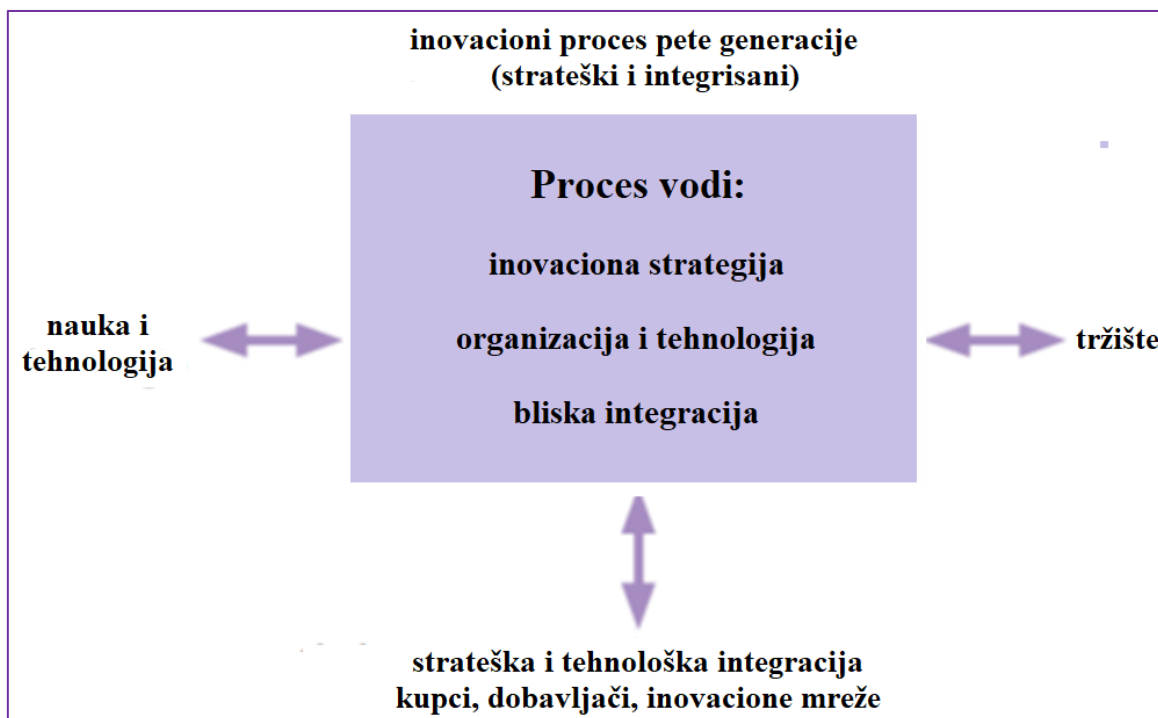 inovacioni proces pete generacije
(strateški i integrisani)
Proces vodi:
inovaciona strategija
organizacija i tehnologija
bliska integracija
nauka i
tehnologija
tržište
strateška i tehnološka integracija
kupci, dobavljači, inovacione mreže